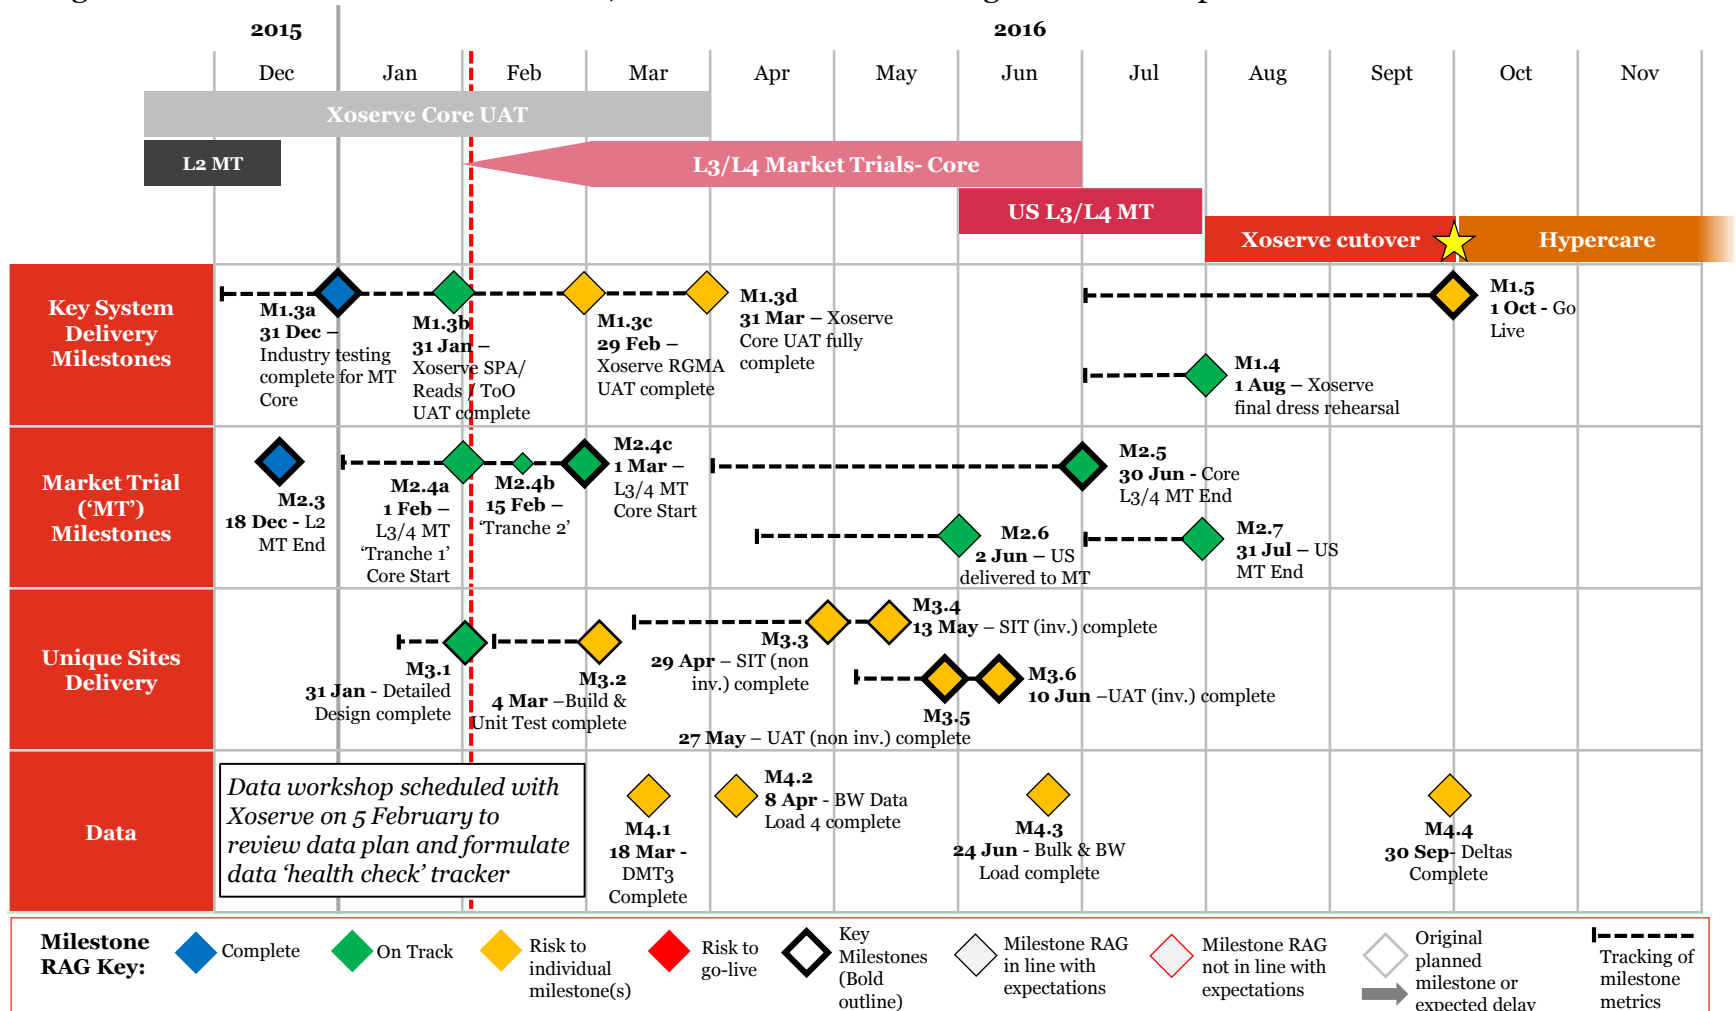 2015
2016
Dec
Jan
Feb
Mar
Apr
May
Jun
Jul
Aug
Sept
Oct
Nov
Xoserve Core UAT
L2 MT
L3/L4 Market Trials- Core
US L3/L4 MT
Xoserve cutover
Hypercare
Key System
Delivery
Milestones
M1.3a
31 Dec –
Industry testing
complete for MT
Core
M1.3b
31 Jan –
Xoserve SPA/
Reads / ToO
UAT complete
M1.3c
29 Feb –
Xoserve RGMA
UAT complete
M1.3d
31 Mar – Xoserve
Core UAT fully
complete
M1.5
1 Oct - Go
Live
M1.4
1 Aug – Xoserve
final dress rehearsal
Market Trial
(‘MT’)
Milestones
M2.3
18 Dec - L2
MT End
M2.4a
1 Feb –
L3/4 MT
‘Tranche 1’
Core Start
M2.4b
15 Feb –
‘Tranche 2’
M2.4c
1 Mar –
L3/4 MT
Core Start
M2.5
30 Jun - Core
L3/4 MT End
M2.6
2 Jun – US
delivered to MT
M2.7
31 Jul – US
MT End
Unique Sites
Delivery
M3.1
31 Jan - Detailed
Design complete
M3.2
4 Mar –Build &
Unit Test complete
M3.3
29 Apr – SIT (non
inv.) complete
M3.4
13 May – SIT (inv.) complete
M3.5
27 May – UAT (non inv.) complete
M3.6
10 Jun –UAT (inv.) complete
Data
Data workshop scheduled with
Xoserve on 5 February to
review data plan and formulate
data ‘health check’ tracker
M4.1
18 Mar -
DMT3
Complete
M4.2
8 Apr - BW Data
Load 4 complete
M4.3
24 Jun - Bulk & BW
Load complete
M4.4
30 Sep- Deltas
Complete
Milestone
RAG Key:
Complete
On Track
Risk to
individual
milestone(s)
Risk to
go-live
Key
Milestones
(Bold
outline)
Milestone RAG
in line with
expectations
Milestone RAG
not in line with
expectations
Original
planned
milestone or
expected delay
Tracking of
milestone
metrics